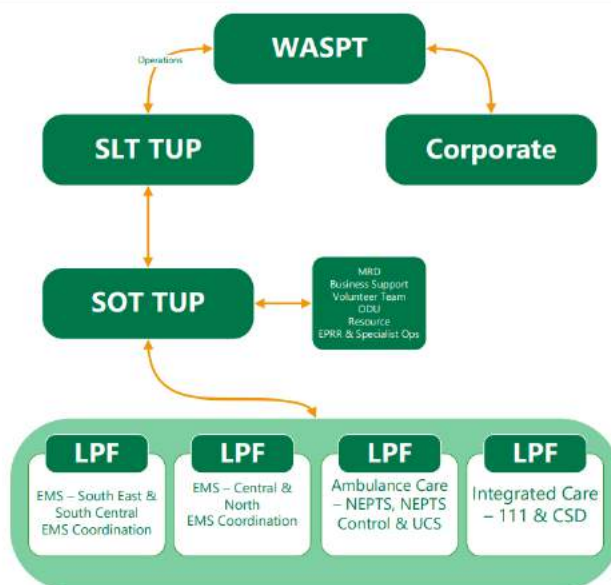 WASPT
Operations
SLT TUP
Corporate
SOT TUP
MRD
Business Support
Volunteer Team
ODU
Resource
EPRR & Specialist Ops
LPF
EMS – South East &
South Central
EMS Coordination
LPF
EMS – Central &
North
EMS Coordination
LPF
Ambulance Care
– NEPTS, NEPTS
Control & UCS
LPF
Integrated Care
– 111 & CSD